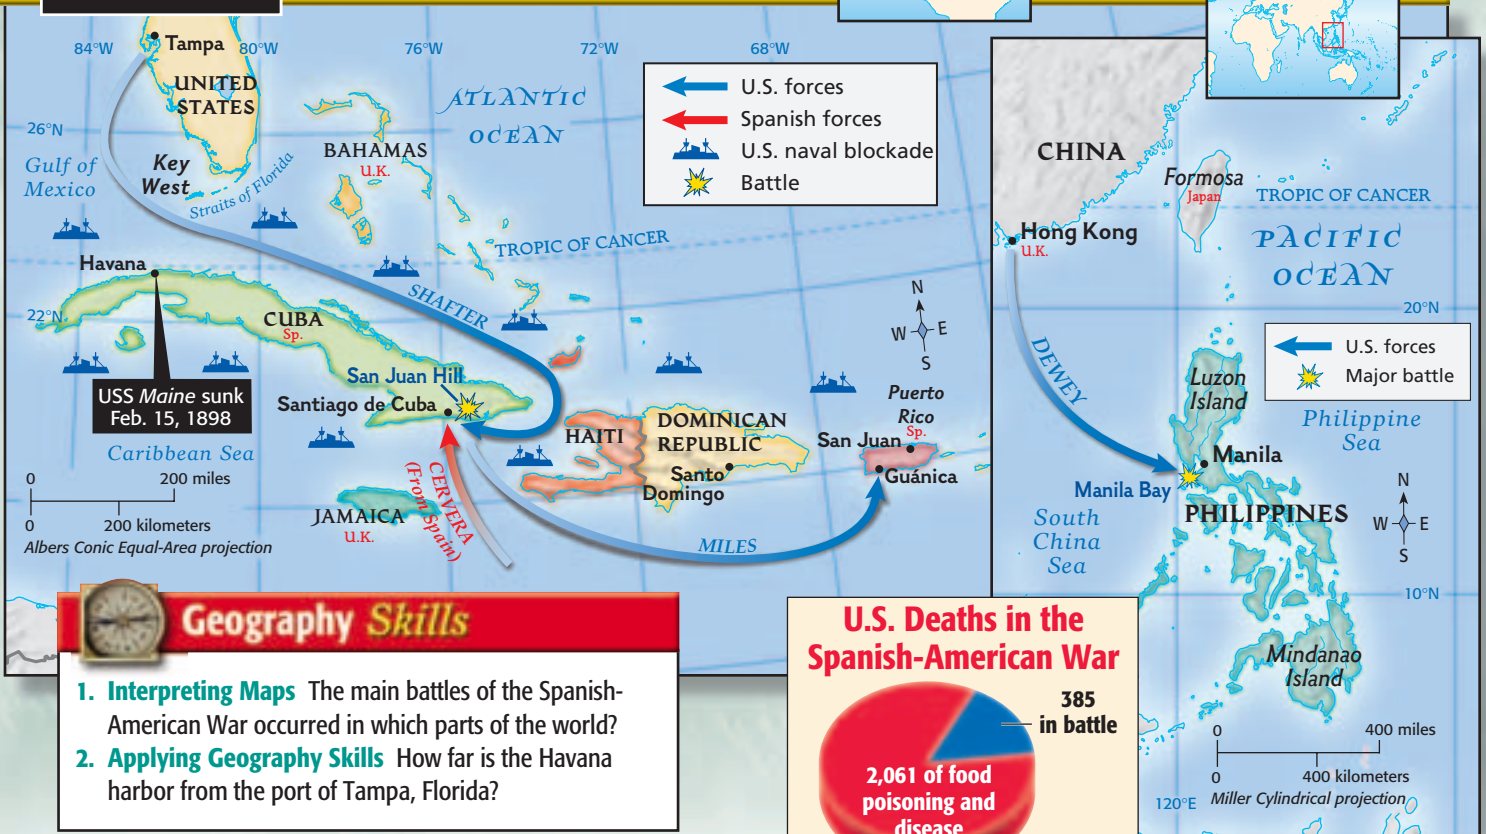 84°W
Tampa
80°W
76°W
72°W
68°W
UNITED
STATES
ATLANTIC
OCEAN
26°N
Gulf of
Mexico
Key
West
Straits of Florida
BAHAMAS
U.K.
U.S. forces
Spanish forces
U.S. naval blockade
Battle
TROPIC OF CANCER
Havana
SHAFTER
22°N
CUBA
Sp.
N
W E
S
USS Maine sunk
Feb. 15, 1898
San Juan Hill
Santiago de Cuba
Caribbean Sea
HAITI
DOMINICAN
REPUBLIC
Santo
Domingo
Puerto
Rico
Sp.
San Juan
Guánica
0 200 miles
0 200 kilometers
Albers Conic Equal-Area projection
JAMAICA
U.K.
CERVERA
(From Spain)
MILES
CHINA
Formosa
Japan
TROPIC OF CANCER
Hong Kong
U.K.
PACIFIC
OCEAN
20°N
U.S. forces
Major battle
DEWEY
Luzon
Island
Philippine
Sea
Manila
Manila Bay
PHILIPPINES
N
W E
S
South
China
Sea
10°N
Mindanao
Island
0 400 miles
0 400 kilometers
120°E
Miller Cylindrical projection
Geography Skills
1. Interpreting Maps The main battles of the Spanish-
American War occurred in which parts of the world?
2. Applying Geography Skills How far is the Havana
harbor from the port of Tampa, Florida?
U.S. Deaths in the
Spanish-American War
385
in battle
2,061 of food
poisoning and
disease